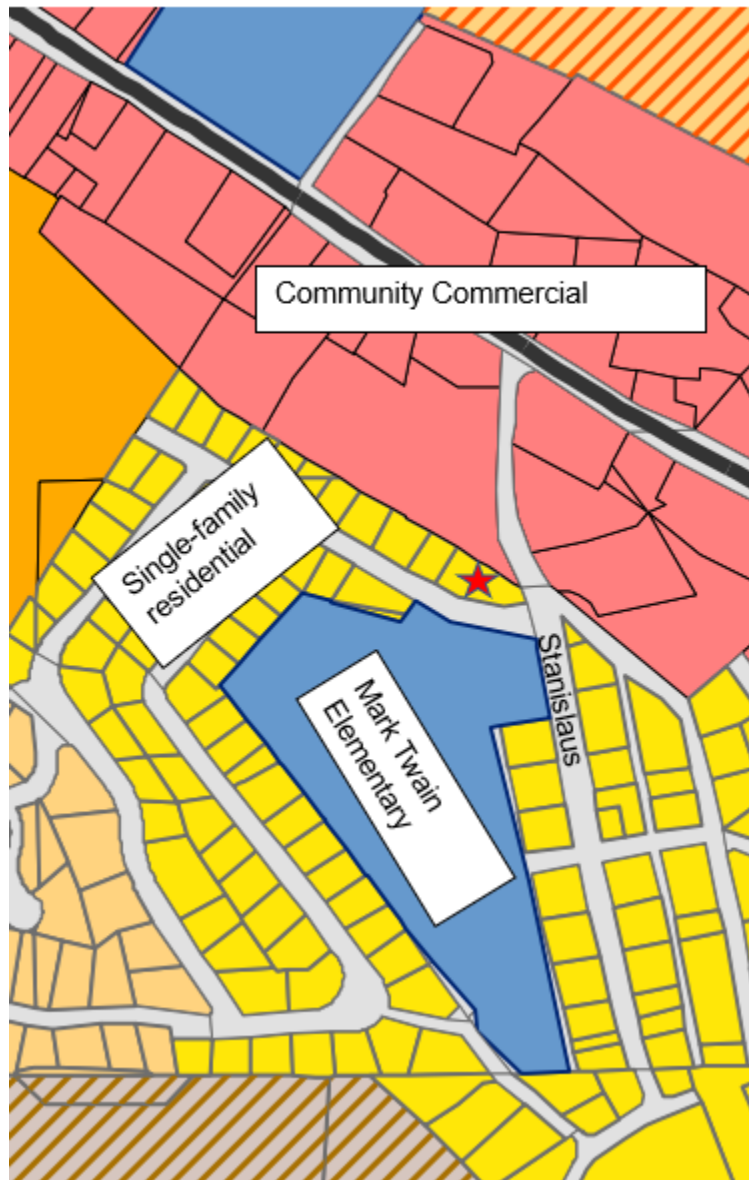 Community Commercial
Single-family
residential
Stanislaus
Mark Twain
Elementary